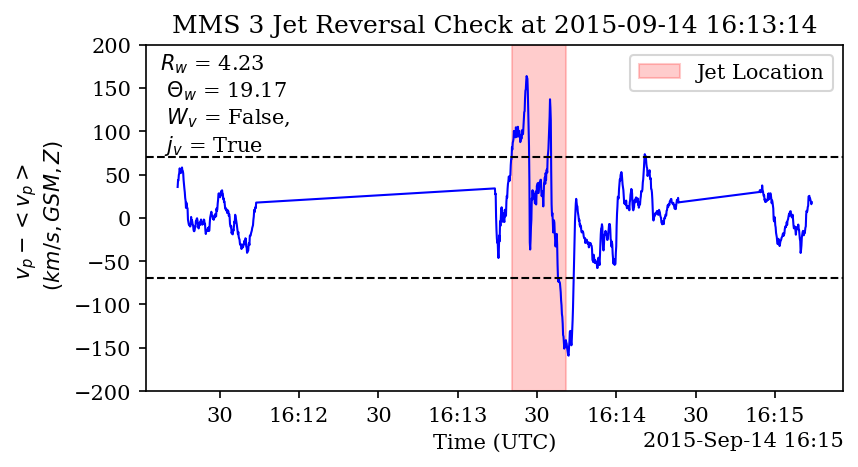 MMS 3 Jet Reversal Check at 2015-09-14 16:13:14
R_w = 4.23
Θ_w = 19.17
W_v = False,
j_v = True
Jet Location
v_p − < v_p >
(km/s, GSM, Z)
200
150
100
50
0
−50
−100
−150
−200
30 16:12 30 16:13 30 16:14 30 16:15
Time (UTC)
2015-Sep-14 16:15